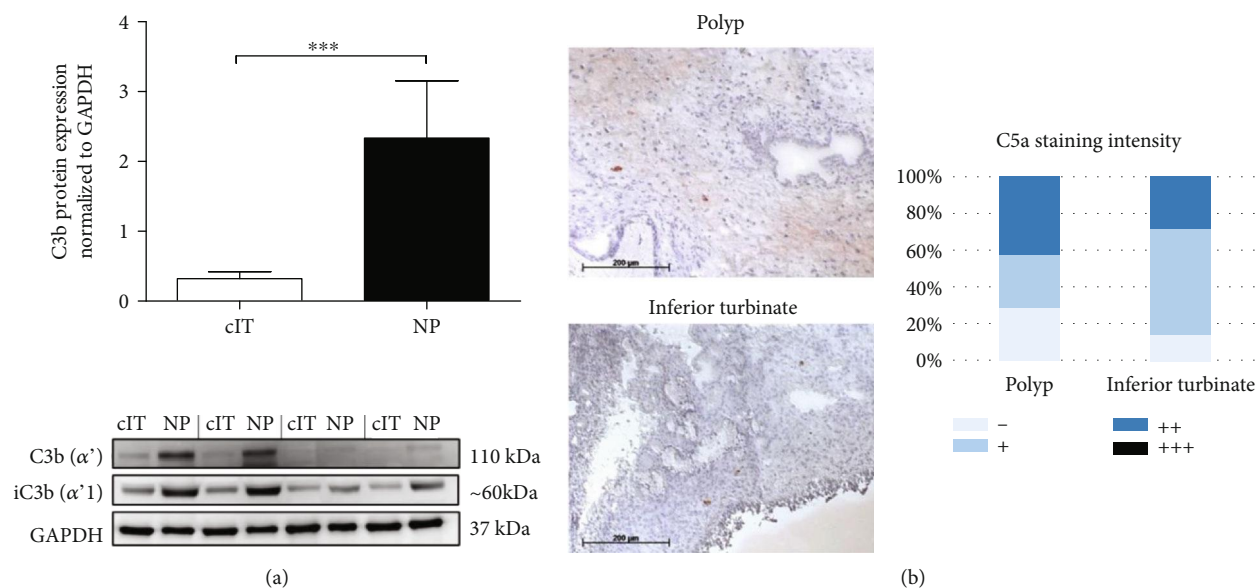 4
3
2
1
0
C3b protein expression
normalized to GAPDH
***
cIT NP
cIT NP cIT NP cIT NP cIT NP
C3b (α’) 110 kDa
iC3b (α’1) ~60kDa
GAPDH 37 kDa
(a)
Polyp
200 µm
Inferior turbinate
200 µm
C5a staining intensity
100%
80%
60%
40%
20%
0%
Polyp Inferior turbinate
− ++
+ +++
(b)